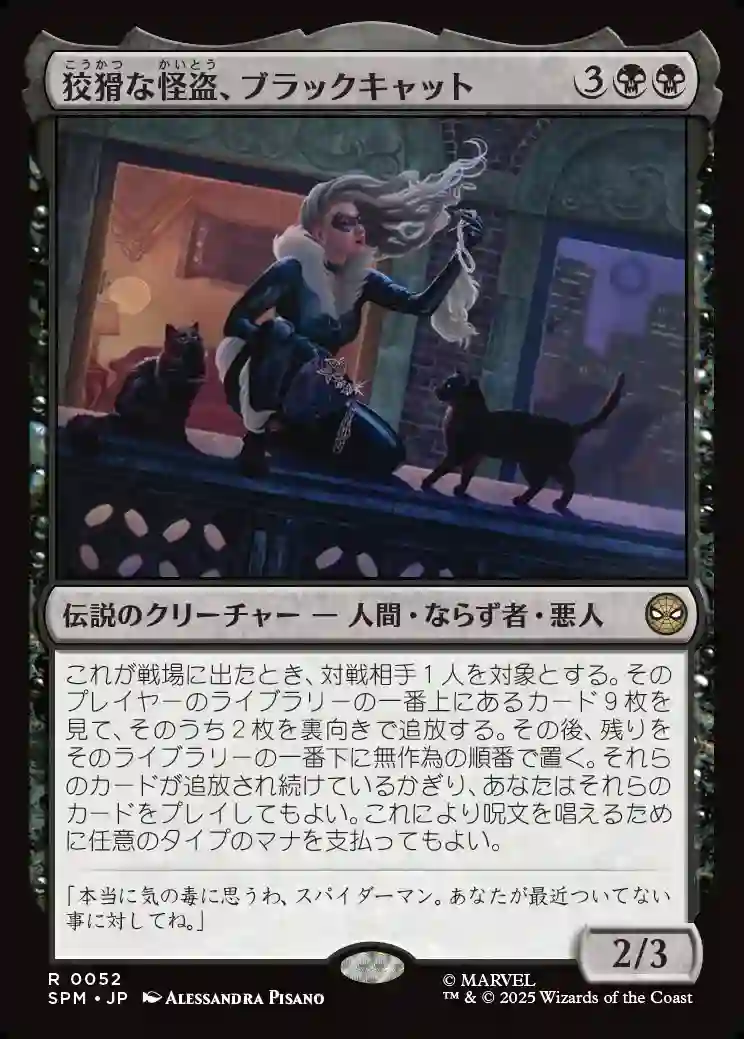 こうかつ かいとう
狡猾な怪盗、ブラックキャット 3
伝説のクリーチャー — 人間・ならず者・悪人
これが戦場に出たとき、対戦相手1人を対象とする。その
プレイヤーのライブラリーの一番上にあるカード9枚を
見て、そのうち2枚を裏向きで追放する。その後、残りを
そのライブラリーの一番下に無作為の順番で置く。それら
のカードが追放され続けているかぎり、あなたはそれらの
カードをプレイしてもよい。これにより呪文を唱えるため
に任意のタイプのマナを支払ってもよい。
「本当に気の毒に思うわ、スパイダーマン。あなたが最近ついてない
事に対してね。」
2/3
R 0052
SPM・JP ALESSANDRA PISANO
© MARVEL
™ & © 2025 Wizards of the Coast